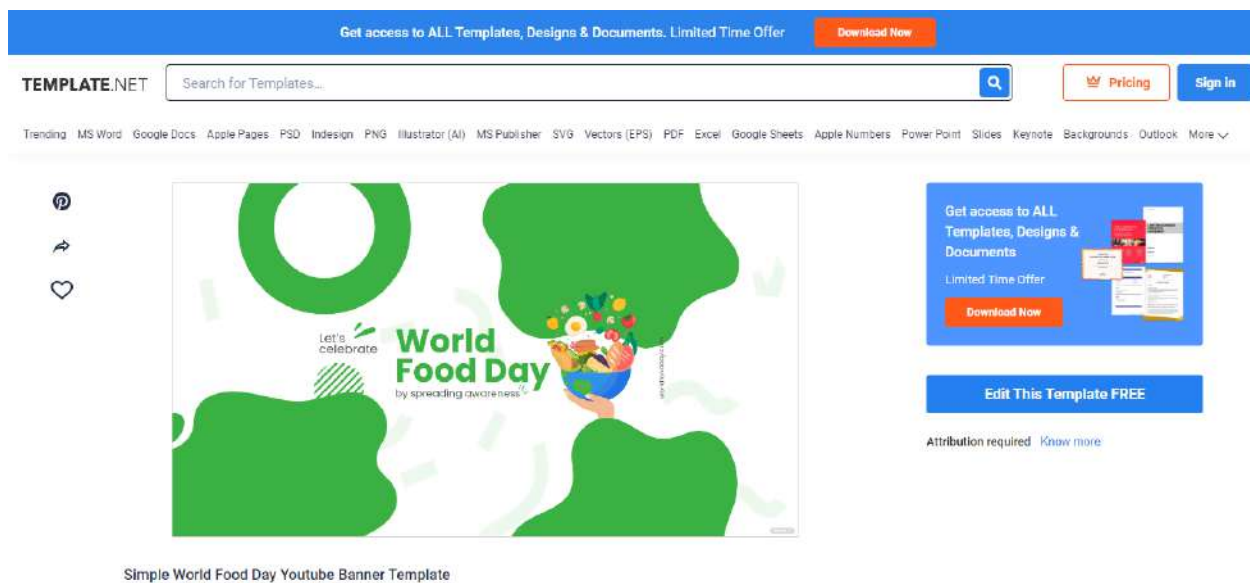 Get access to ALL Templates, Designs & Documents. Limited Time Offer
Download Now
TEMPLATE.NET
Search for Templates...
Pricing
Sign in
Trending MS Word Google Docs Apple Pages PSD Indesign PNG Illustrator (AI) MS Publisher SVG Vectors (EPS) PDF Excel Google Sheets Apple Numbers Power Point Slides Keynote Backgrounds Outlook More
Let's
celebrate
World
Food Day
by spreading awareness
Get access to ALL
Templates, Designs &
Documents
Limited Time Offer
Download Now
Edit This Template FREE
Attribution required Know more
Simple World Food Day Youtube Banner Template